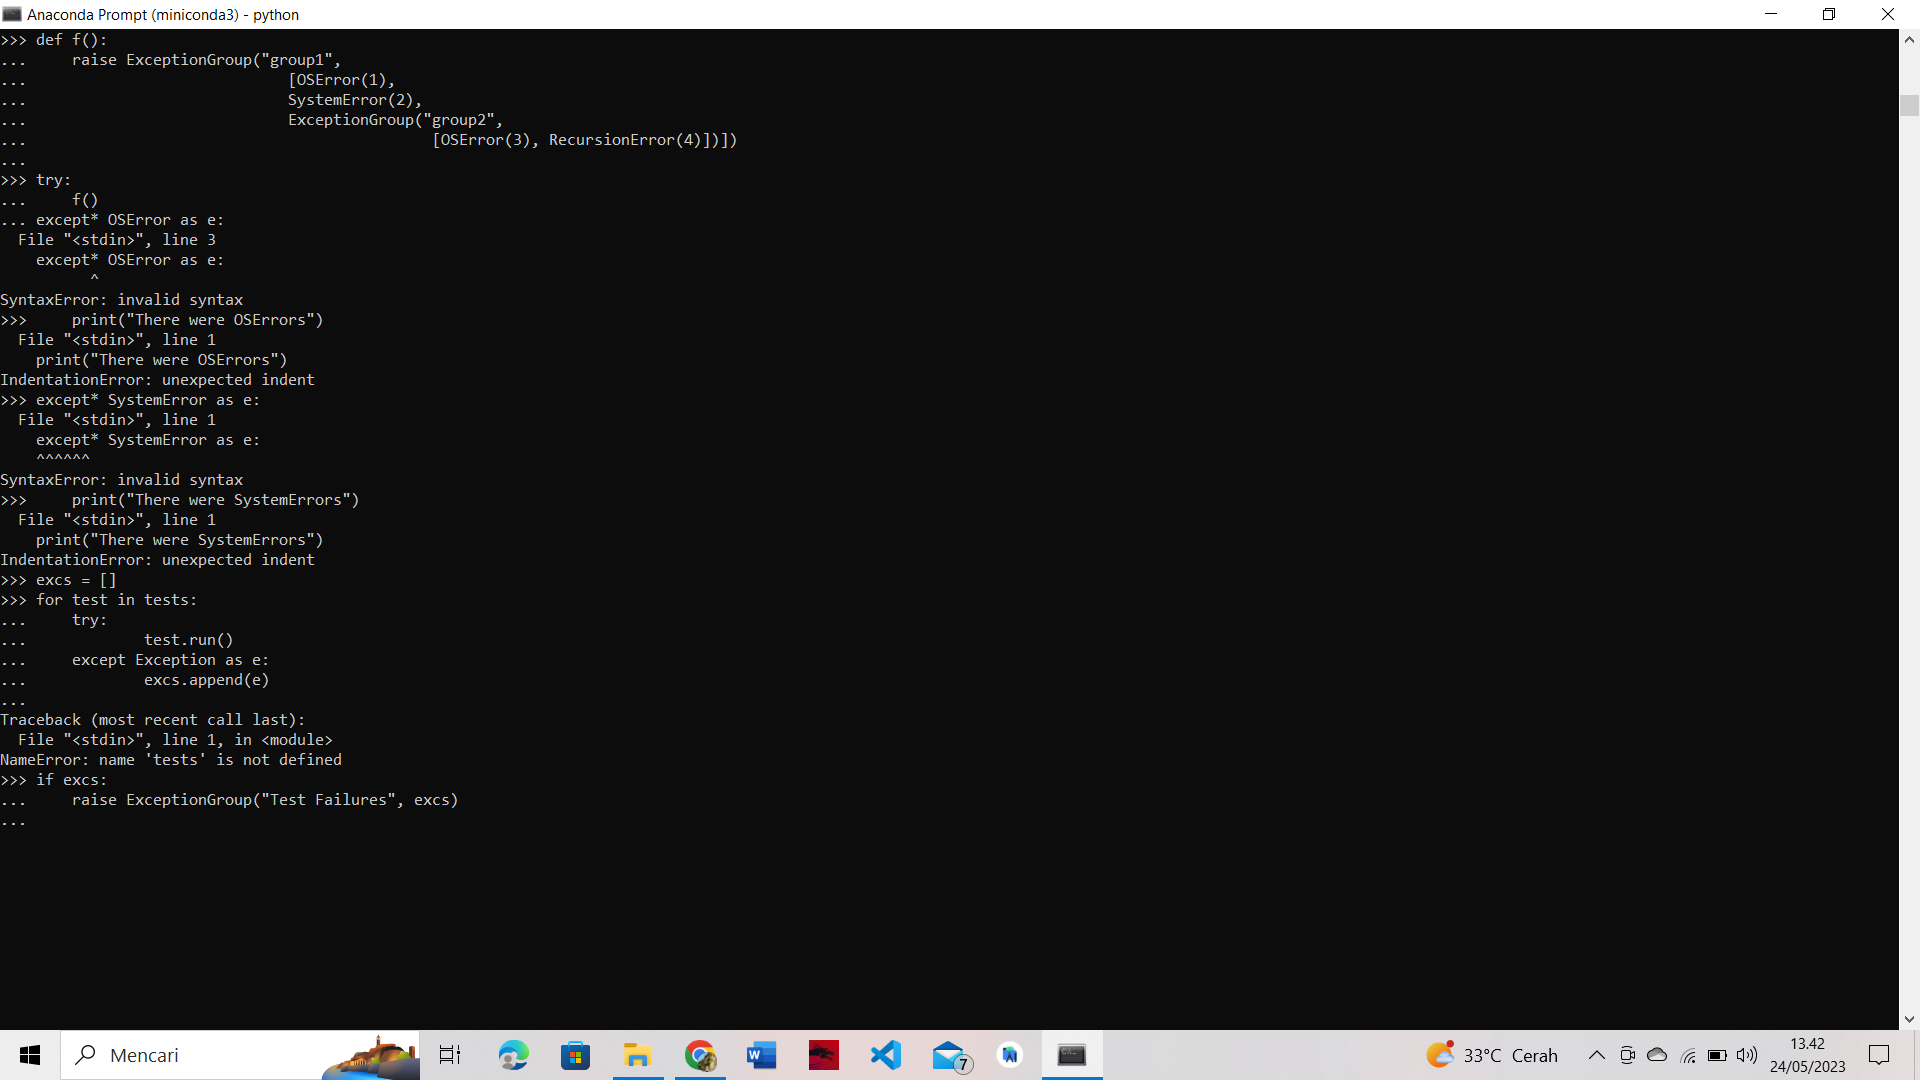 Anaconda Prompt (miniconda3) - python
>>> def f():
...     raise ExceptionGroup("group1",
...                             [OSError(1),
...                             SystemError(2),
...                             ExceptionGroup("group2",
...                                             [OSError(3), RecursionError(4)])])
...
>>> try:
...     f()
... except* OSError as e:
  File "<stdin>", line 3
    except* OSError as e:
          ^
SyntaxError: invalid syntax
>>>     print("There were OSErrors")
  File "<stdin>", line 1
    print("There were OSErrors")
IndentationError: unexpected indent
>>> except* SystemError as e:
  File "<stdin>", line 1
    except* SystemError as e:
    ^^^^^^
SyntaxError: invalid syntax
>>>     print("There were SystemErrors")
  File "<stdin>", line 1
    print("There were SystemErrors")
IndentationError: unexpected indent
>>> excs = []
>>> for test in tests:
...     try:
...             test.run()
...     except Exception as e:
...             excs.append(e)
...
Traceback (most recent call last):
  File "<stdin>", line 1, in <module>
NameError: name 'tests' is not defined
>>> if excs:
...     raise ExceptionGroup("Test Failures", excs)
...
Mencari
7
33°C Cerah
13.42
24/05/2023